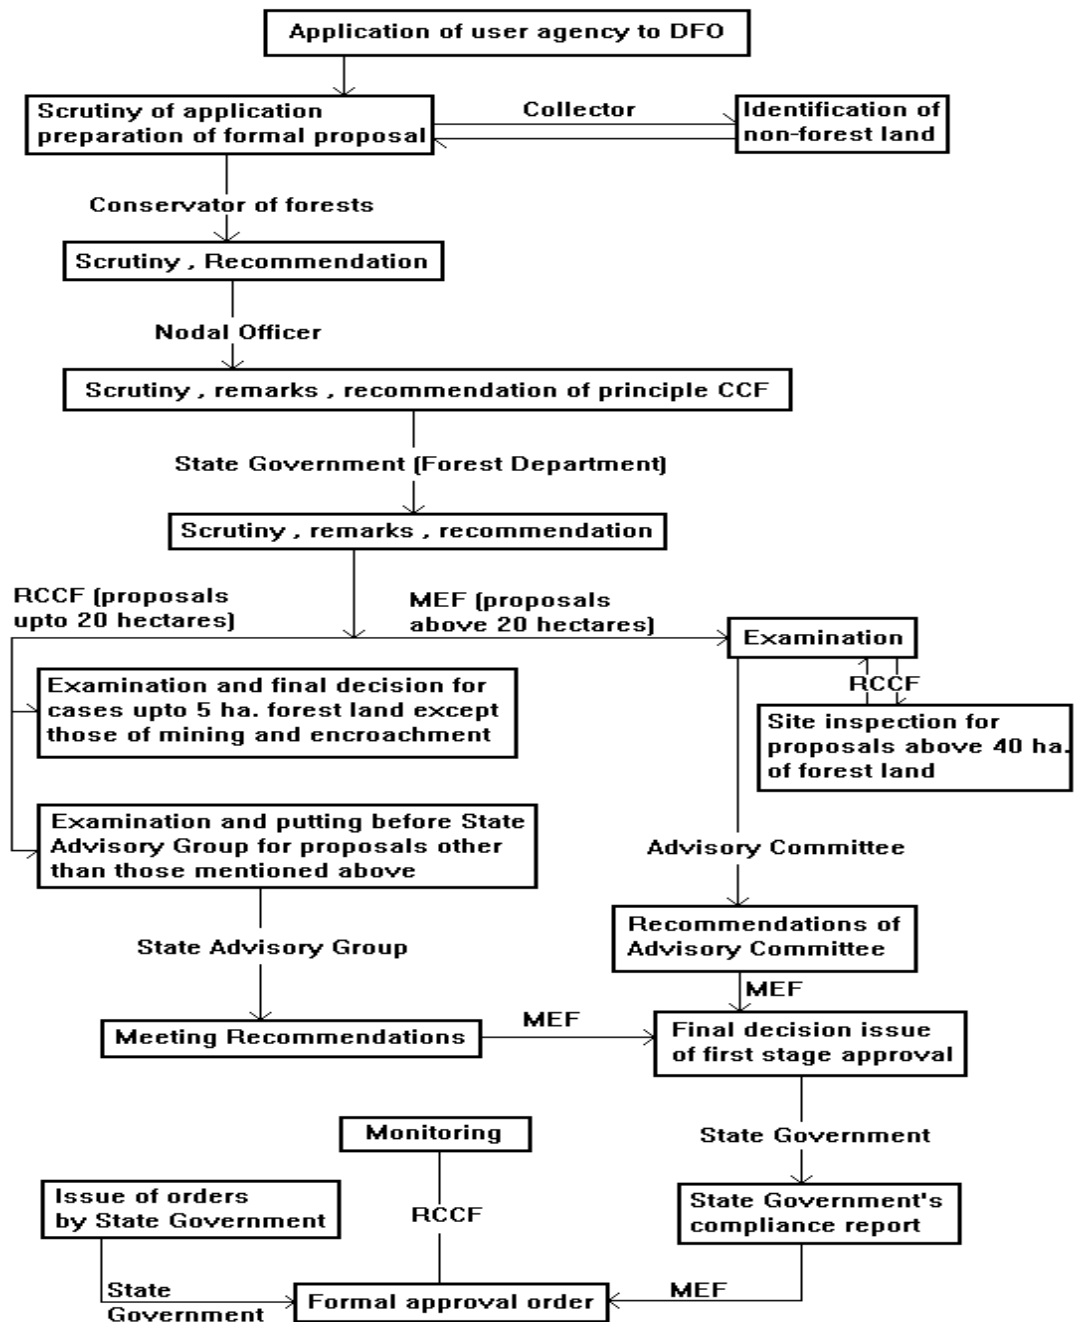 Application of user agency to DFO
Scrutiny of application
preparation of formal proposal
Collector
Identification of
non-forest land
Conservator of forests
Scrutiny , Recommendation
Nodal Officer
Scrutiny , remarks , recommendation of principle CCF
State Government (Forest Department)
Scrutiny , remarks , recommendation
RCCF (proposals
upto 20 hectares)
MEF (proposals
above 20 hectares)
Examination
RCCF
Site inspection for
proposals above 40 ha.
of forest land
Examination and final decision for
cases upto 5 ha. forest land except
those of mining and encroachment
Examination and putting before State
Advisory Group for proposals other
than those mentioned above
Advisory Committee
Recommendations of
Advisory Committee
State Advisory Group
MEF
Meeting Recommendations
MEF
Final decision issue
of first stage approval
Monitoring
State Government
Issue of orders
by State Government
RCCF
State Government's
compliance report
State
Government
Formal approval order
MEF